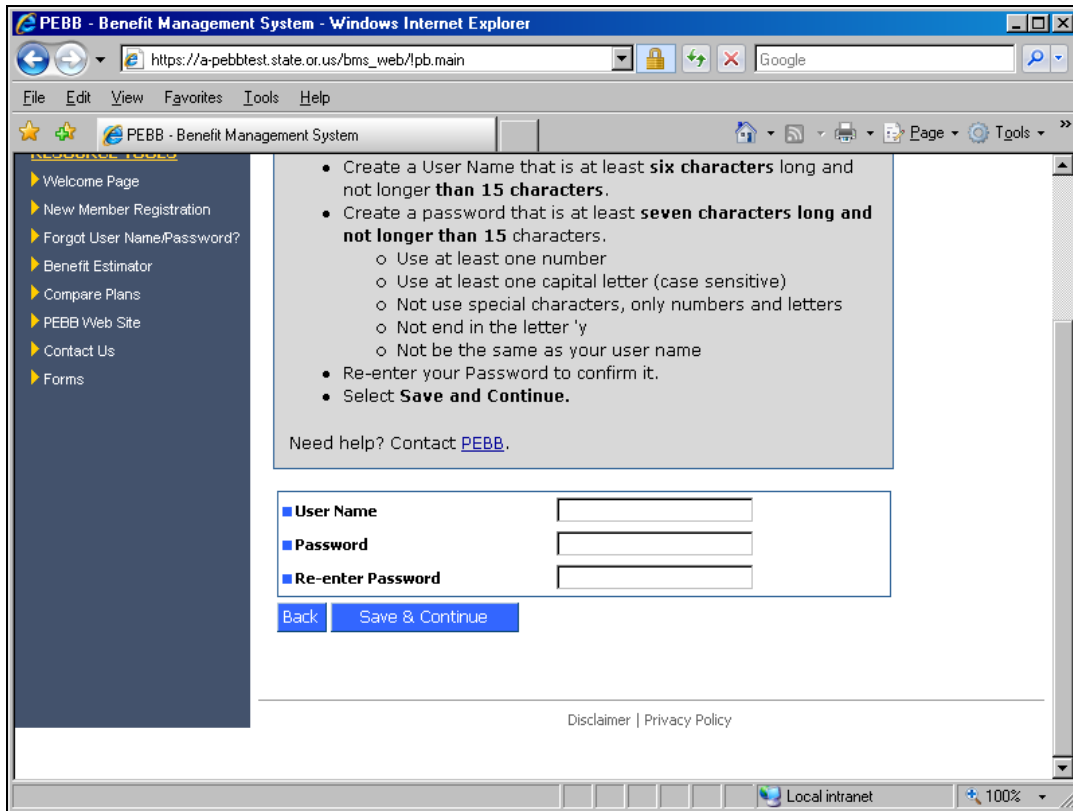 PEBB - Benefit Management System - Windows Internet Explorer
https://a-pebbtest.state.or.us/bms_web/!pb.main
Google
File Edit View Favorites Tools Help
PEBB - Benefit Management System
Page Tools
RESOURCE TOOLS
Welcome Page
New Member Registration
Forgot User Name/Password?
Benefit Estimator
Compare Plans
PEBB Web Site
Contact Us
Forms
• Create a User Name that is at least six characters long and
not longer than 15 characters.
• Create a password that is at least seven characters long and
not longer than 15 characters.
o Use at least one number
o Use at least one capital letter (case sensitive)
o Not use special characters, only numbers and letters
o Not end in the letter 'y
o Not be the same as your user name
• Re-enter your Password to confirm it.
• Select Save and Continue.
Need help? Contact PEBB.
User Name
Password
Re-enter Password
Back Save & Continue
Disclaimer | Privacy Policy
Local intranet 100%